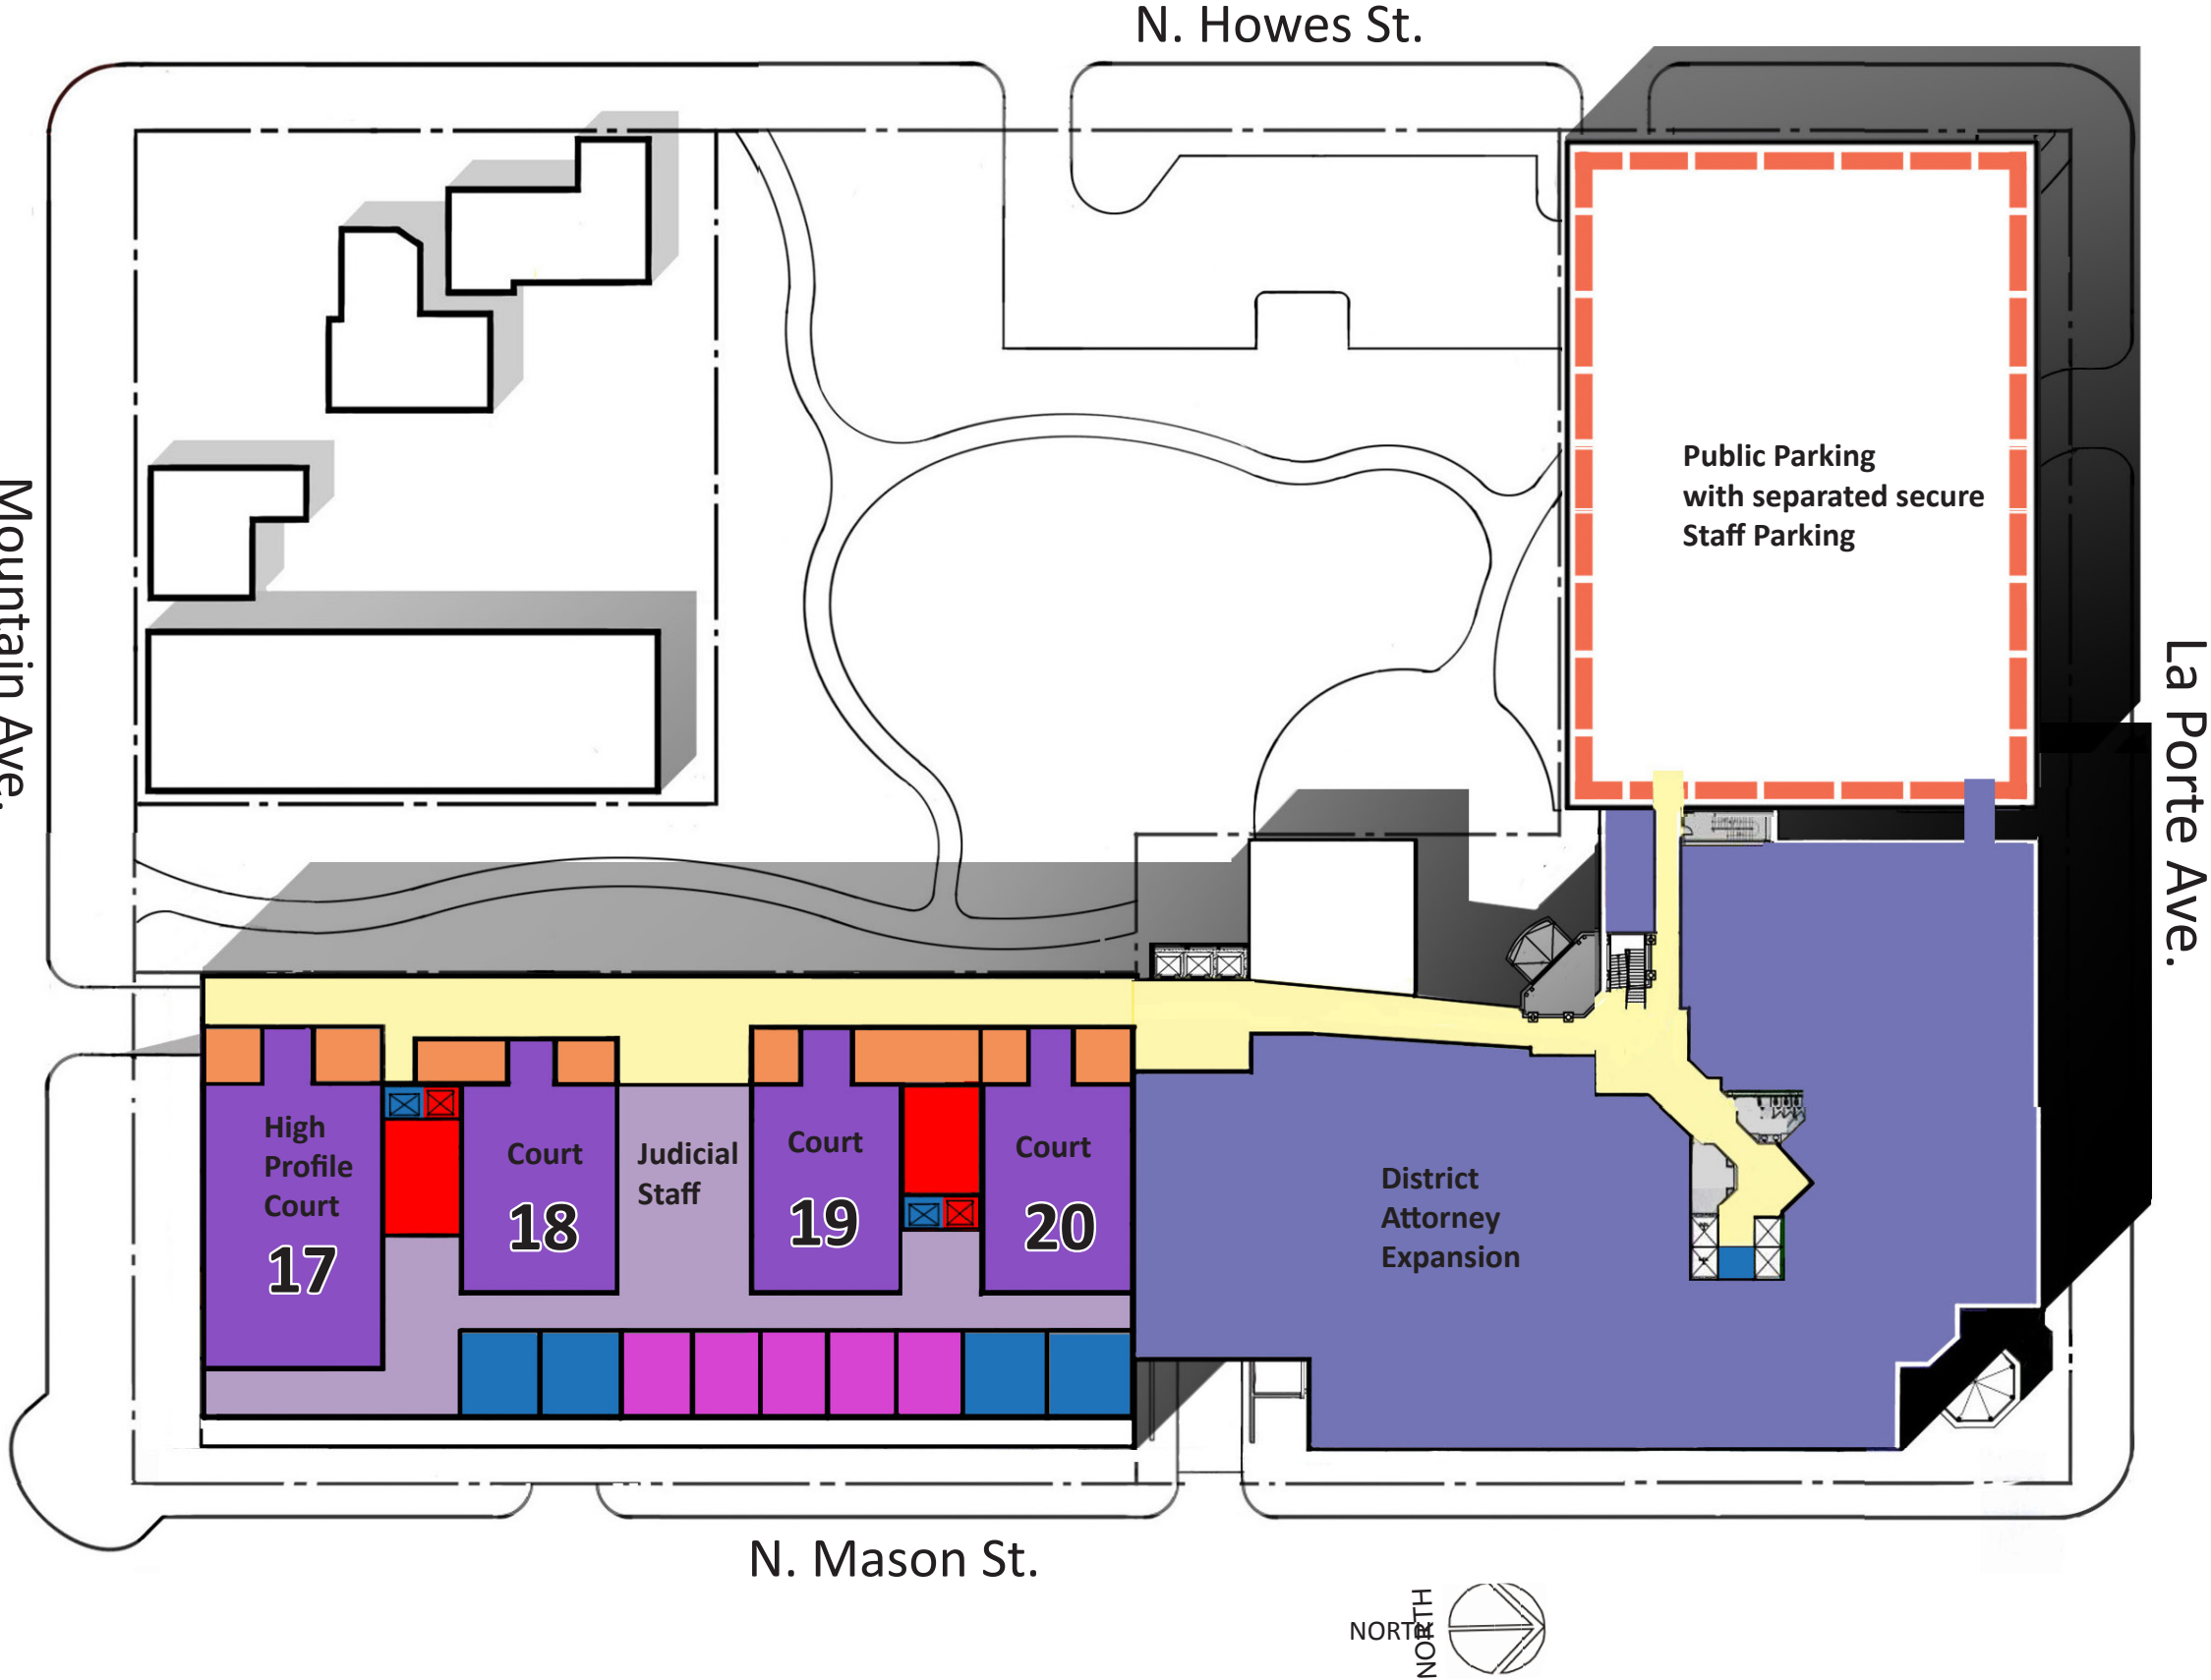 N. Howes St.
Mountain Ave.
La Porte Ave.
Public Parking
with separated secure
Staff Parking
High
Profile
Court
17
Court
18
Judicial
Staff
Court
19
Court
20
District
Attorney
Expansion
N. Mason St.
NORTH
NORTH